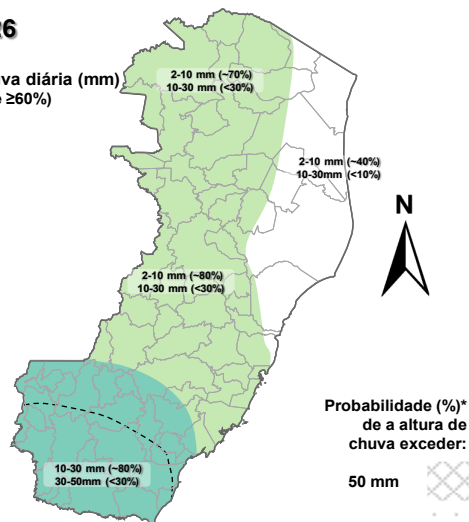 26
uva diária (mm)
e ≥60%)
2-10 mm (~70%)
10-30 mm (<30%)
2-10 mm (~40%)
10-30mm (<10%)
N
2-10 mm (~80%)
10-30 mm (<30%)
Probabilidade (%)*
de a altura de
chuva exceder:
10-30 mm (~80%)
30-50mm (<30%)
50 mm